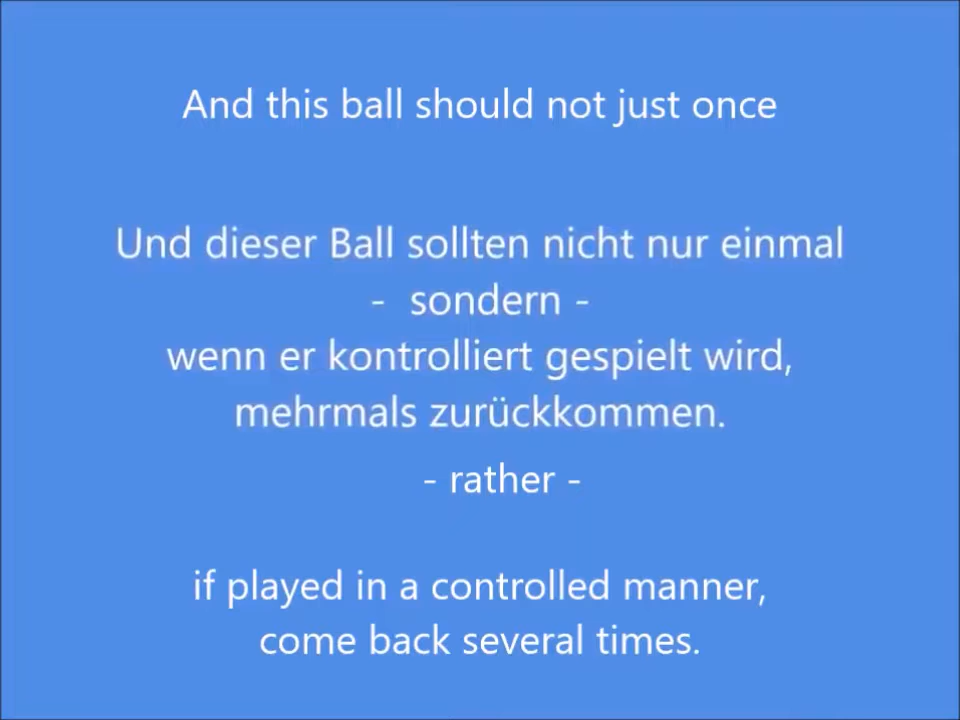 And this ball should not just once
Und dieser Ball sollten nicht nur einmal
- sondern -
wenn er kontrolliert gespielt wird,
mehrmals zurückkommen.
- rather -
if played in a controlled manner,
come back several times.